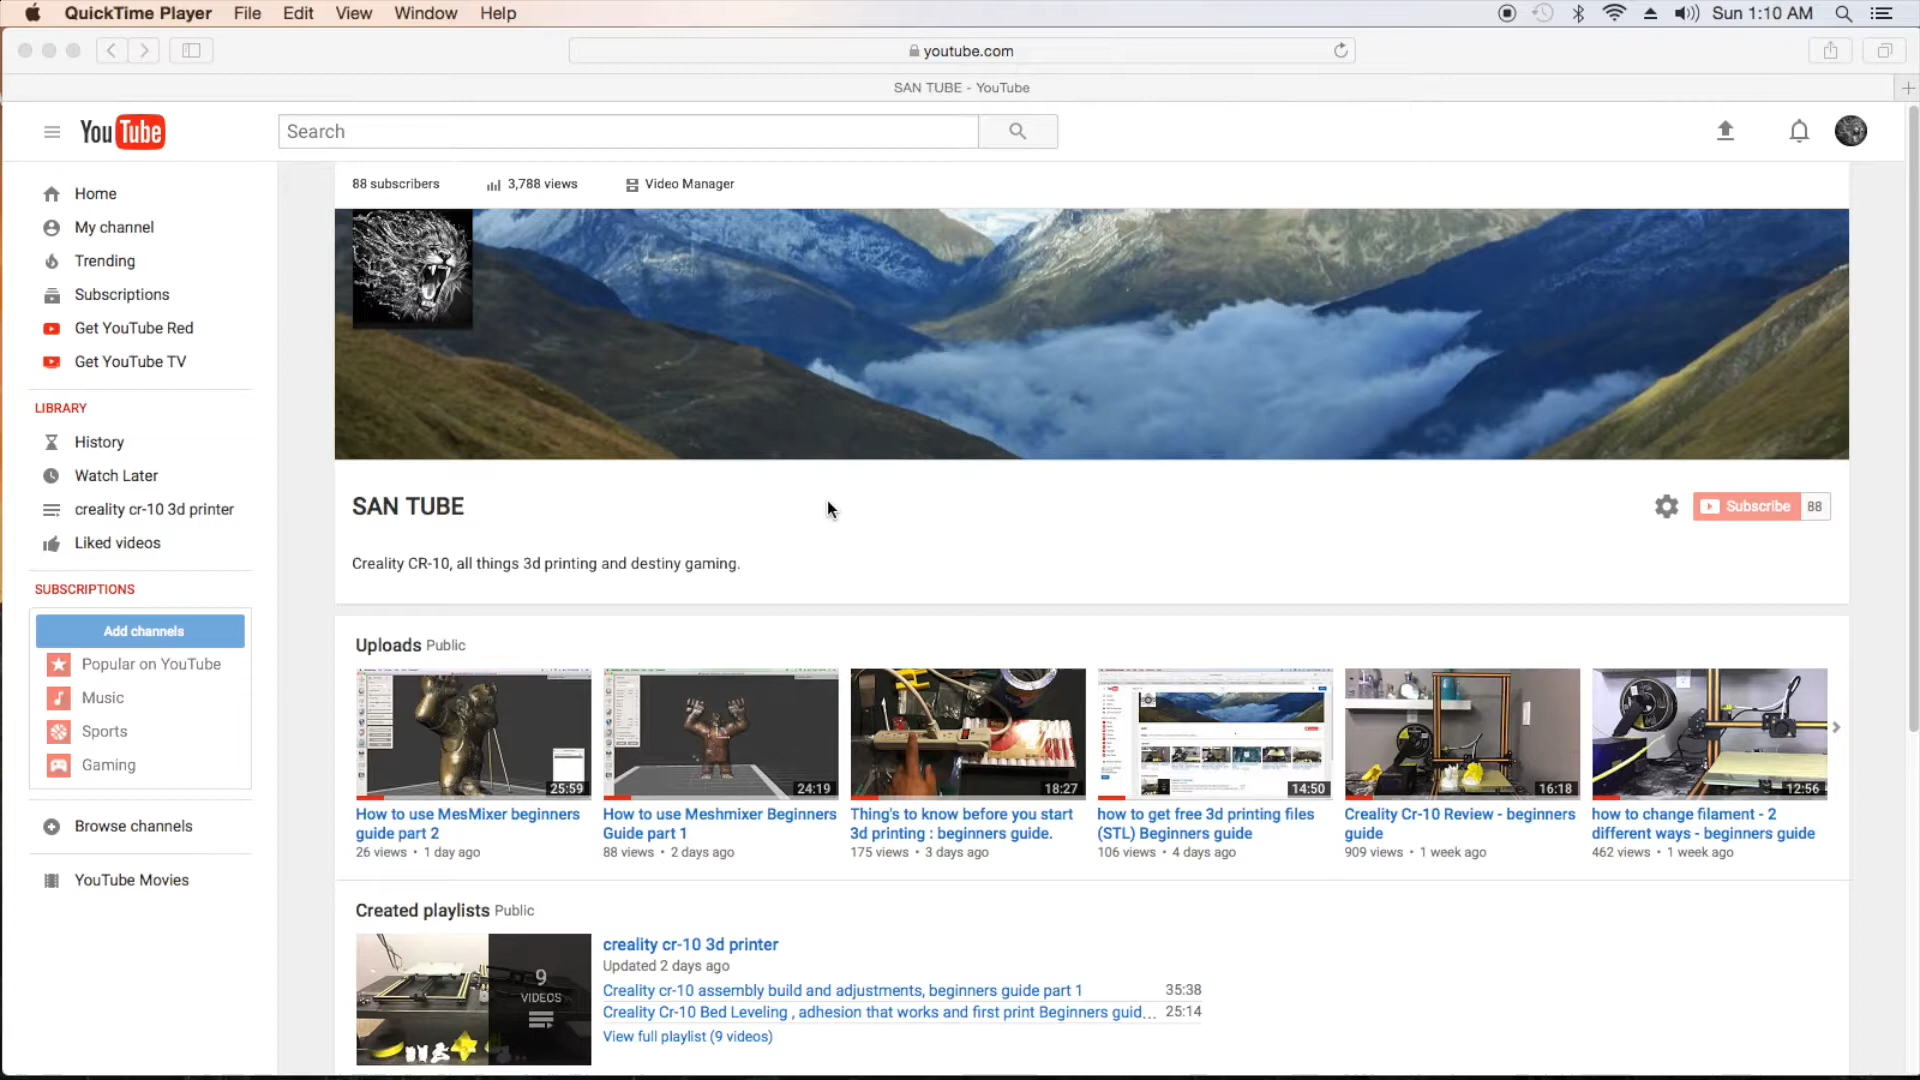 QuickTime Player File Edit View Window Help Sun 1:10 AM
youtube.com
SAN TUBE - YouTube
YouTube Search
88 subscribers 3,788 views Video Manager
Home
My channel
Trending
Subscriptions
Get YouTube Red
Get YouTube TV
LIBRARY
History
Watch Later
creality cr-10 3d printer
Liked videos
SUBSCRIPTIONS
Add channels
Popular on YouTube
Music
Sports
Gaming
Browse channels
YouTube Movies
SAN TUBE
Subscribe 88
Creality CR-10, all things 3d printing and destiny gaming.
Uploads Public
25:59
How to use MesMixer beginners
guide part 2
26 views • 1 day ago
24:19
How to use Meshmixer Beginners
Guide part 1
88 views • 2 days ago
18:27
Thing's to know before you start
3d printing : beginners guide.
175 views • 3 days ago
14:50
how to get free 3d printing files
(STL) Beginners guide
106 views • 4 days ago
16:18
Creality Cr-10 Review - beginners
guide
909 views • 1 week ago
12:56
how to change filament - 2
different ways - beginners guide
462 views • 1 week ago
Created playlists Public
9
VIDEOS
creality cr-10 3d printer
Updated 2 days ago
Creality cr-10 assembly build and adjustments, beginners guide part 1 35:38
Creality Cr-10 Bed Leveling , adhesion that works and first print Beginners guid... 25:14
View full playlist (9 videos)